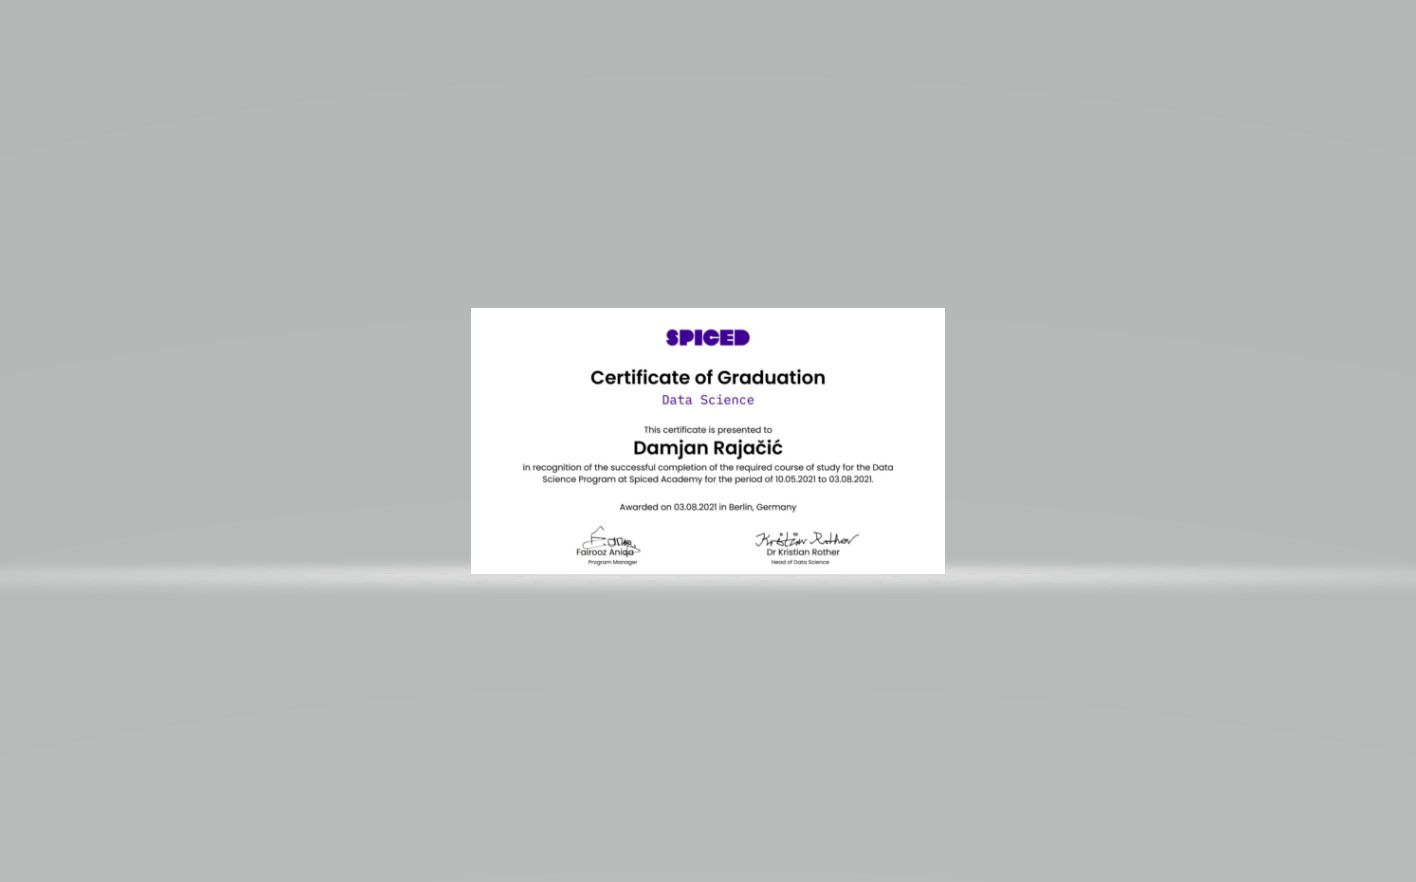 SPICED
Certificate of Graduation
Data Science
This certificate is presented to
Damjan Rajačić
in recognition of the successful completion of the required course of study for the Data
Science Program at Spiced Academy for the period of 10.05.2021 to 03.08.2021.
Awarded on 03.08.2021 in Berlin, Germany
Kristian Rother
Fairooz Aniqa
Dr Kristian Rother
Program Manager
Head of Data Science